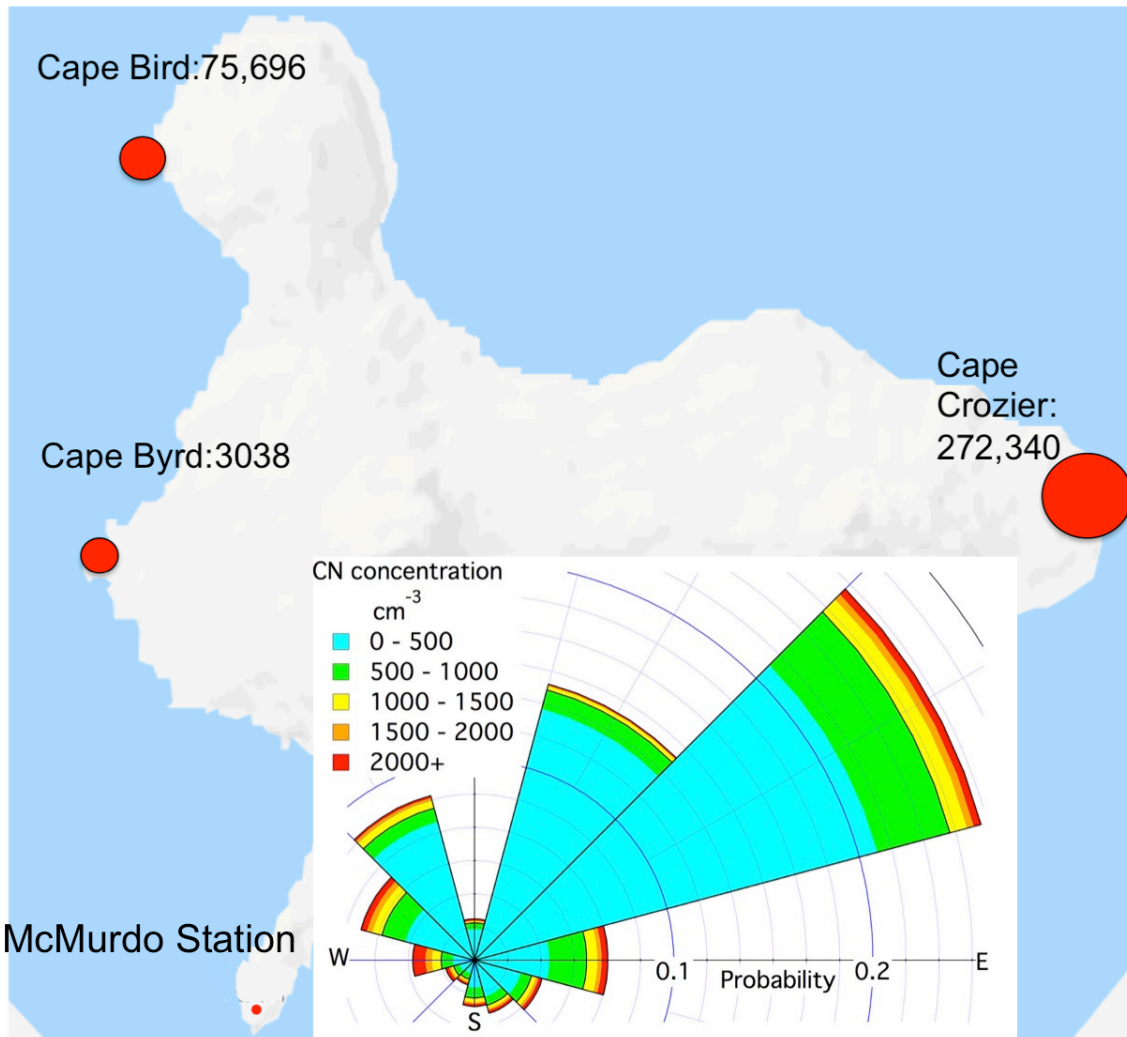 Cape Bird:75,696
Cape
Crozier:
272,340
Cape Byrd:3038
CN concentration
cm-3
0 - 500
500 - 1000
1000 - 1500
1500 - 2000
2000+
McMurdo Station
W
0.1
Probability
0.2
E
S